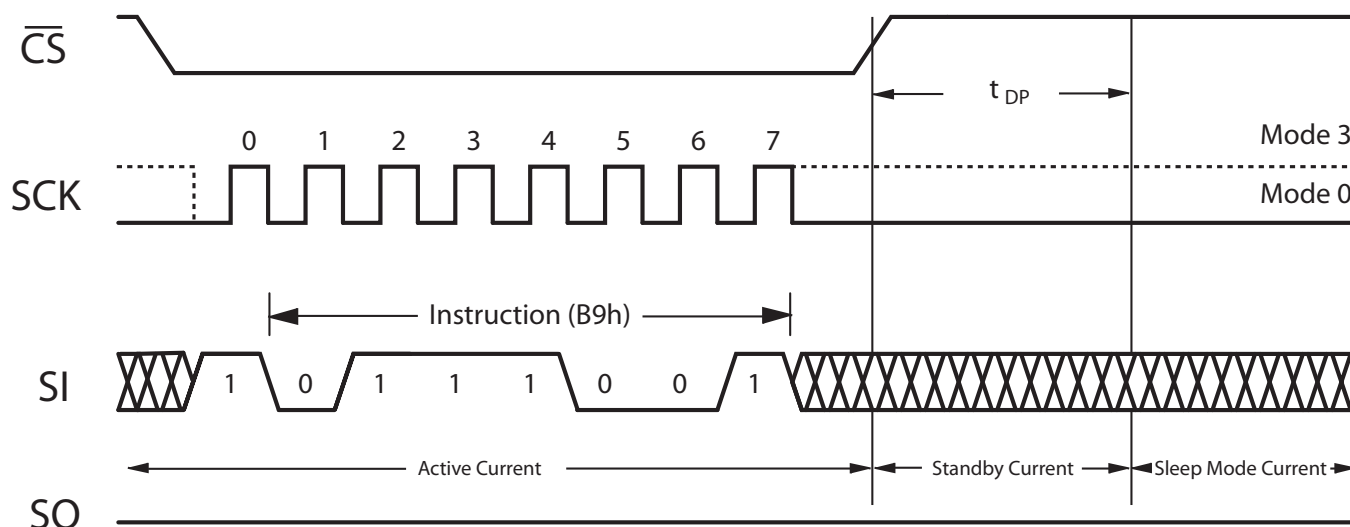 CS
t DP
0 1 2 3 4 5 6 7
Mode 3
SCK
Mode 0
Instruction (B9h)
SI
1 0 1 1 1 0 0 1
Active Current
Standby Current
Sleep Mode Current
SO